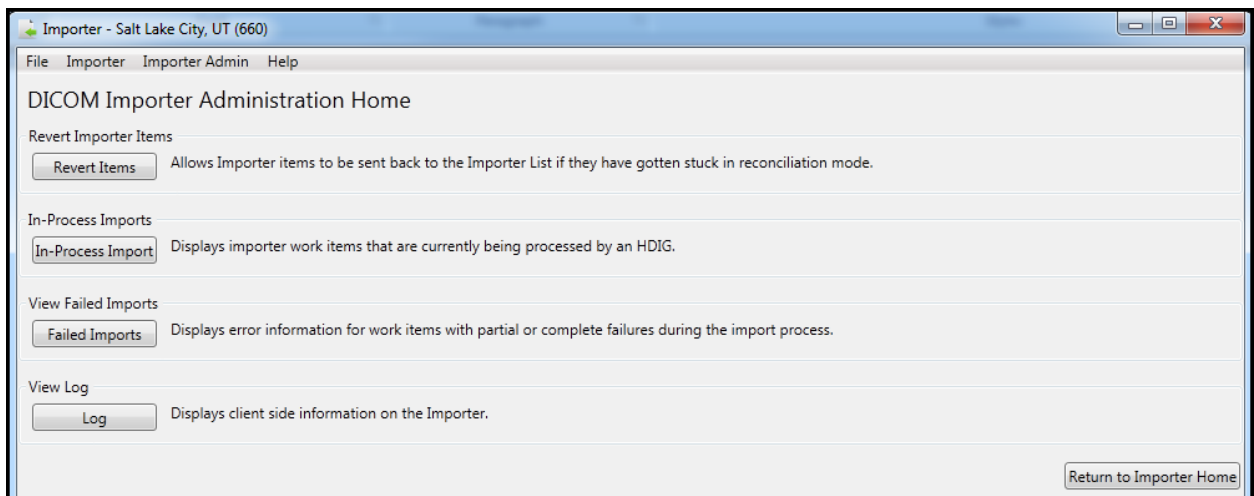 Importer - Salt Lake City, UT (660)
File Importer Importer Admin Help
DICOM Importer Administration Home
Revert Importer Items
Revert Items Allows Importer items to be sent back to the Importer List if they have gotten stuck in reconciliation mode.
In-Process Imports
In-Process Import Displays importer work items that are currently being processed by an HDIG.
View Failed Imports
Failed Imports Displays error information for work items with partial or complete failures during the import process.
View Log
Log Displays client side information on the Importer.
Return to Importer Home